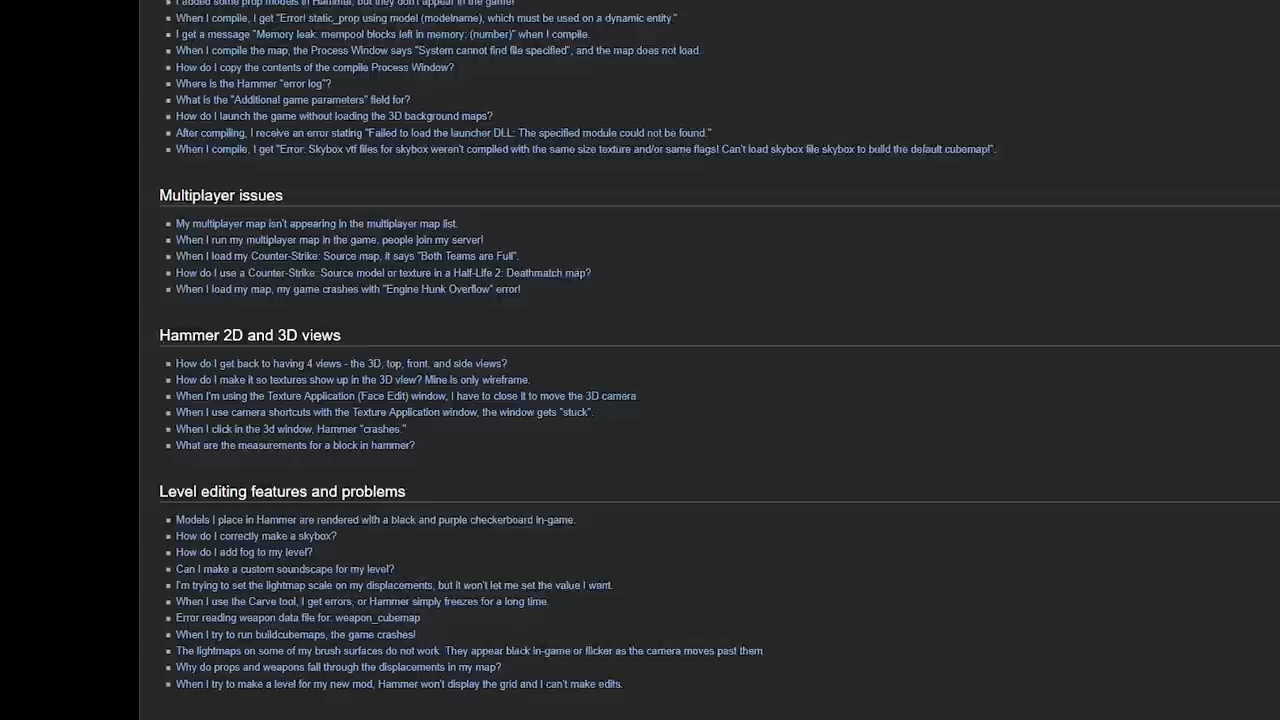 I added some prop models in Hammer, but they don't appear in the game!
When I compile, I get "Error! static_prop using model (modelname), which must be used on a dynamic entity."
I get a message "Memory leak: mempool blocks left in memory: (number)" when I compile.
When I compile the map, the Process Window says "System cannot find file specified", and the map does not load.
How do I copy the contents of the compile Process Window?
Where is the Hammer "error log"?
What is the "Additional game parameters" field for?
How do I launch the game without loading the 3D background maps?
After compiling, I receive an error stating "Failed to load the launcher DLL: The specified module could not be found."
When I compile, I get "Error: Skybox vtf files for skybox weren't compiled with the same size texture and/or same flags! Can't load skybox file skybox to build the default cubemap!".
Multiplayer issues
My multiplayer map isn't appearing in the multiplayer map list.
When I run my multiplayer map in the game, people join my server!
When I load my Counter-Strike: Source map, it says "Both Teams are Full".
How do I use a Counter-Strike: Source model or texture in a Half-Life 2: Deathmatch map?
When I load my map, my game crashes with "Engine Hunk Overflow" error!
Hammer 2D and 3D views
How do I get back to having 4 views - the 3D, top, front, and side views?
How do I make it so textures show up in the 3D view? Mine is only wireframe.
When I'm using the Texture Application (Face Edit) window, I have to close it to move the 3D camera
When I use camera shortcuts with the Texture Application window, the window gets "stuck".
When I click in the 3d window, Hammer "crashes."
What are the measurements for a block in hammer?
Level editing features and problems
Models I place in Hammer are rendered with a black and purple checkerboard in-game.
How do I correctly make a skybox?
How do I add fog to my level?
Can I make a custom soundscape for my level?
I'm trying to set the lightmap scale on my displacements, but it won't let me set the value I want.
When I use the Carve tool, I get errors, or Hammer simply freezes for a long time.
Error reading weapon data file for: weapon_cubemap
When I try to run buildcubemaps, the game crashes!
The lightmaps on some of my brush surfaces do not work. They appear black in-game or flicker as the camera moves past them
Why do props and weapons fall through the displacements in my map?
When I try to make a level for my new mod, Hammer won't display the grid and I can't make edits.